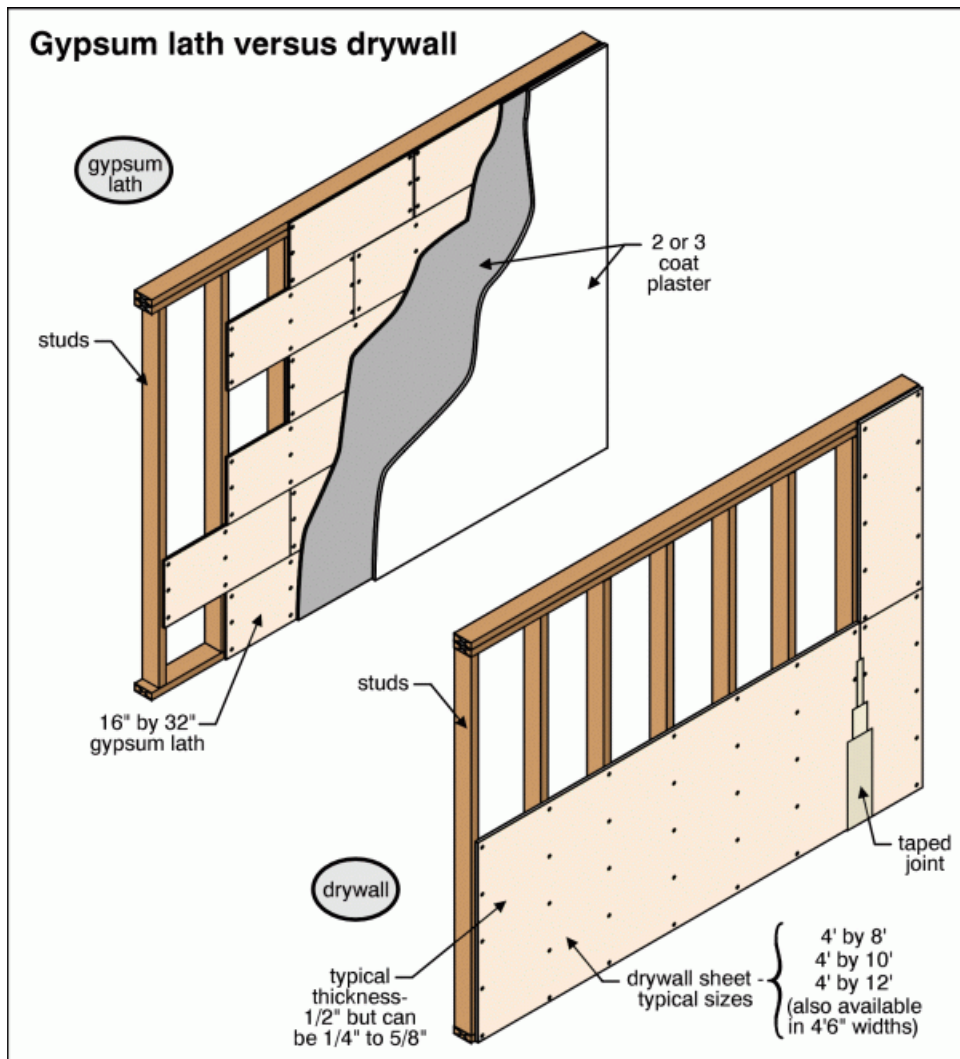 Gypsum lath versus drywall
gypsum
lath
2 or 3
coat
plaster
studs
16" by 32"
gypsum lath
studs
taped
joint
drywall
typical
thickness-
1/2" but can
be 1/4" to 5/8"
drywall sheet -
typical sizes
4' by 8'
4' by 10'
4' by 12'
(also available
in 4'6" widths)